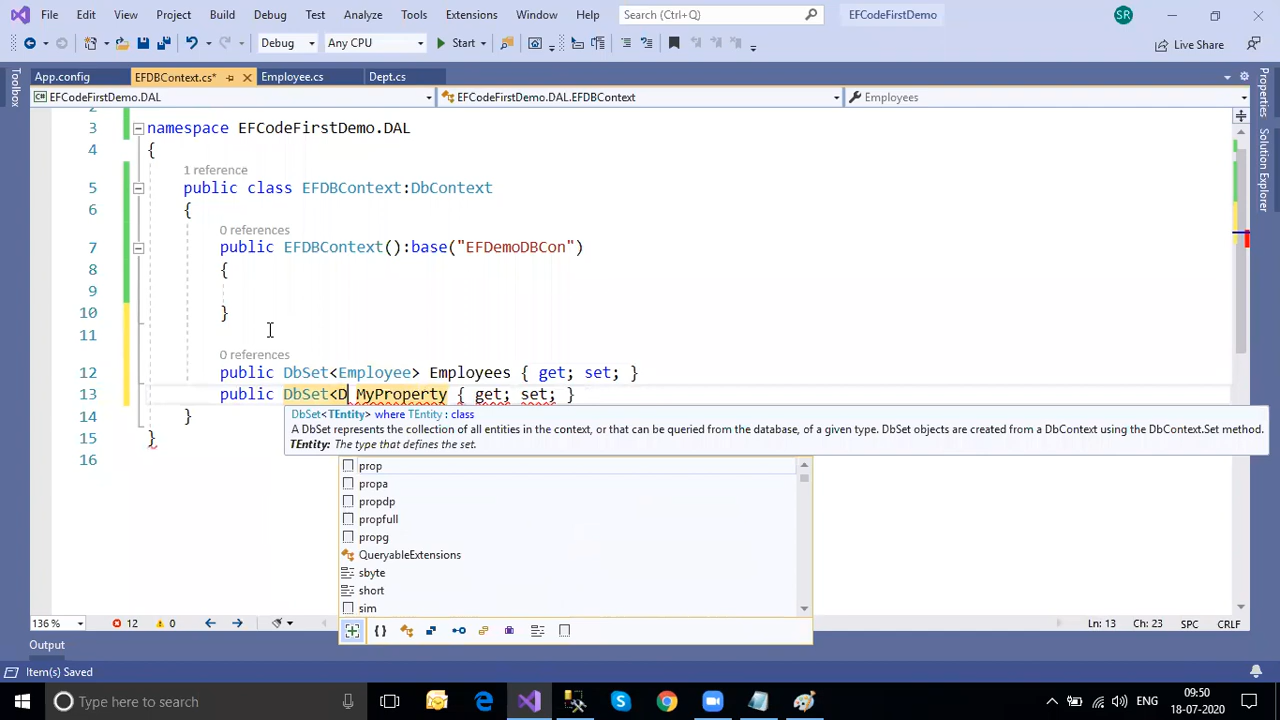 File Edit View Project Build Debug Test Analyze Tools Extensions Window Help Search (Ctrl+Q) EFCodeFirstDemo SR
Debug Any CPU Start Live Share
App.config EFDBContext.cs* Employee.cs Dept.cs
EFCodeFirstDemo.DAL EFCodeFirstDemo.DAL.EFDBContext Employees
Toolbox
Properties
Solution Explorer
2
3 namespace EFCodeFirstDemo.DAL
4 {
1 reference
5 public class EFDBContext:DbContext
6 {
0 references
7 public EFDBContext():base("EFDemoDBCon")
8 {
9
10 }
11
0 references
12 public DbSet<Employee> Employees { get; set; }
13 public DbSet<D MyProperty { get; set; }
14 }
15 }
16
DbSet<TEntity> where TEntity : class
A DbSet represents the collection of all entities in the context, or that can be queried from the database, of a given type. DbSet objects are created from a DbContext using the DbContext.Set method.
TEntity: The type that defines the set.
prop
propa
propdp
propfull
propg
QueryableExtensions
sbyte
short
sim
136 % 12 0 Ln: 13 Ch: 23 SPC CRLF
Output
Item(s) Saved
Type here to search ENG 09:50
18-07-2020